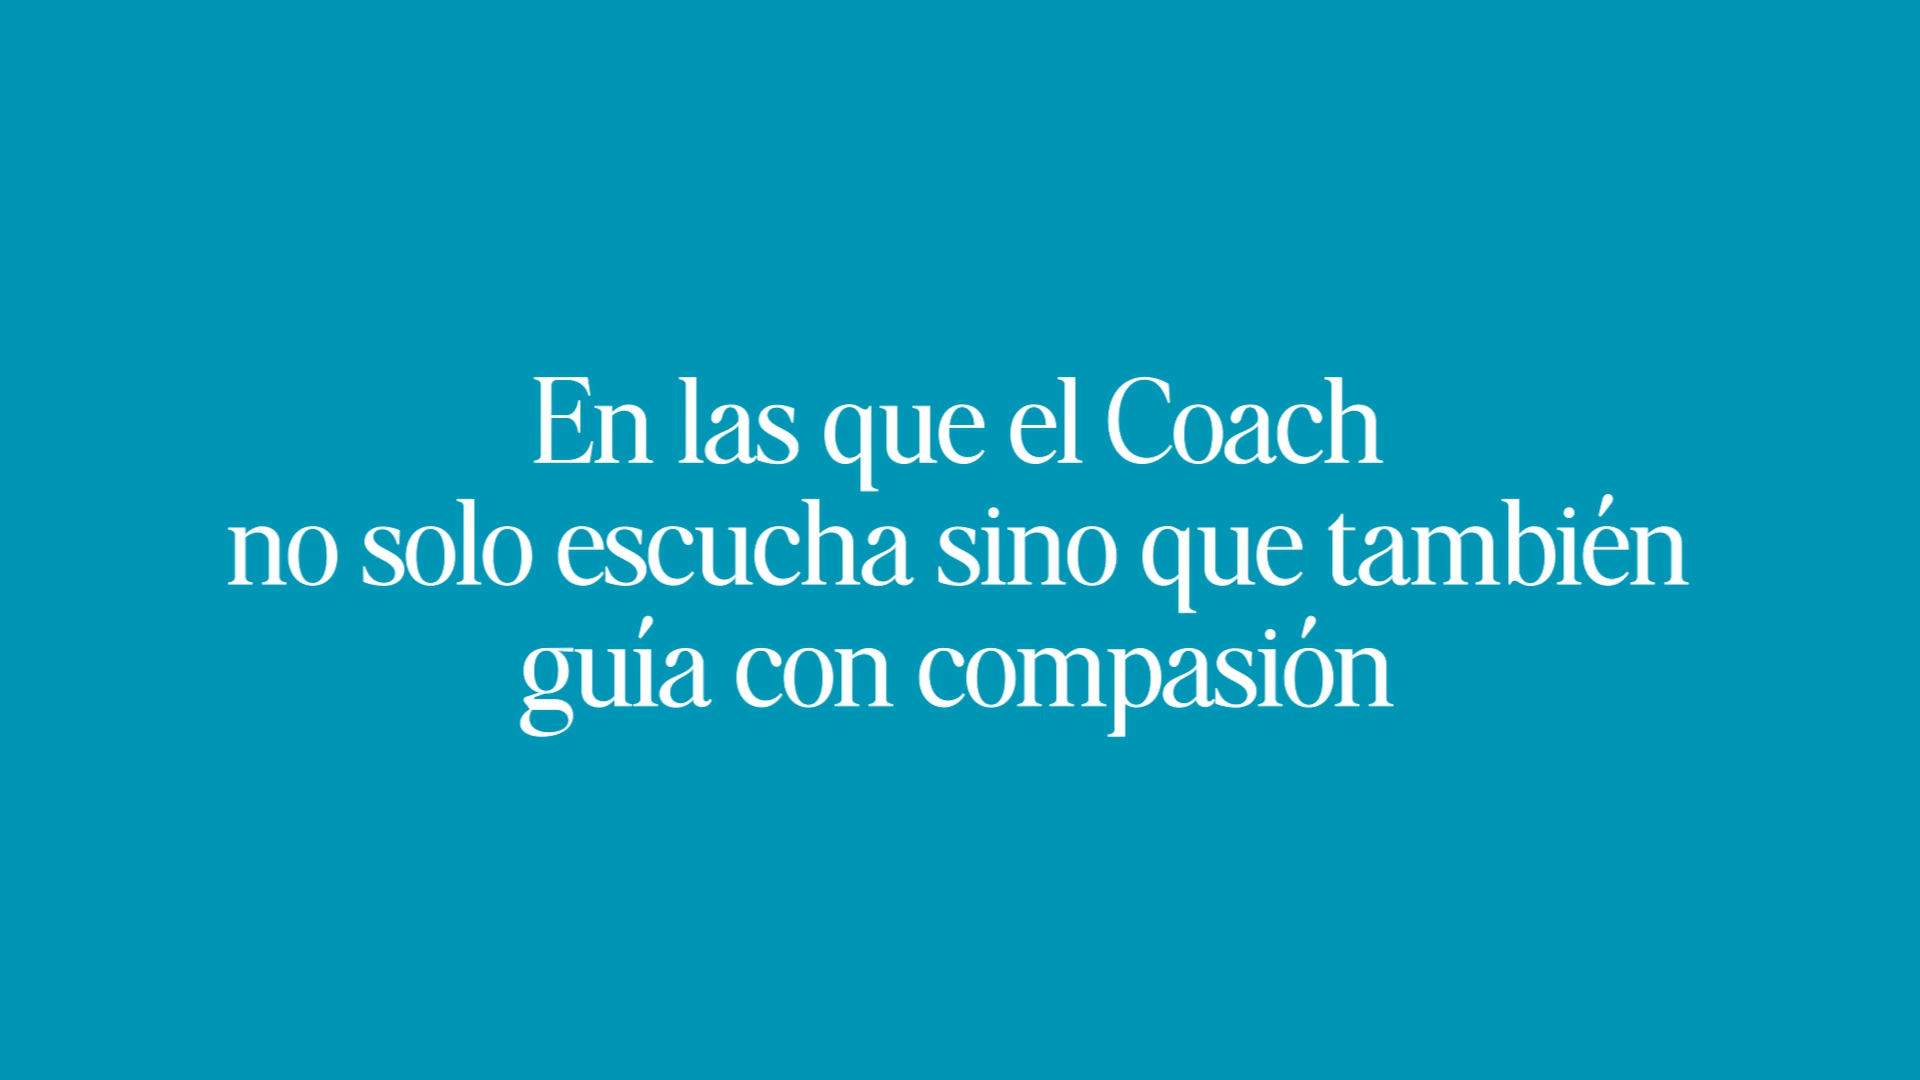 En las que el Coach
no solo escucha sino que también
guía con compasión